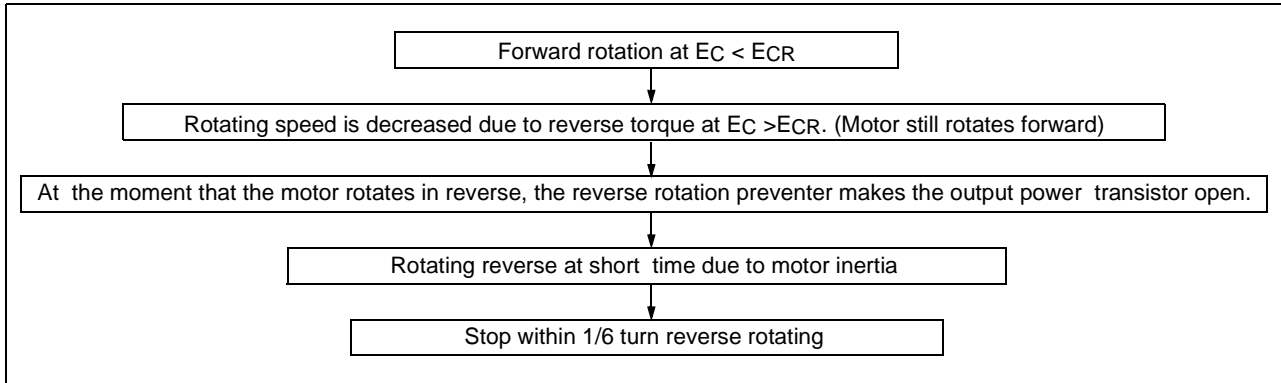 Forward rotation at EC < ECR
Rotating speed is decreased due to reverse torque at EC >ECR. (Motor still rotates forward)
At the moment that the motor rotates in reverse, the reverse rotation preventer makes the output power transistor open.
Rotating reverse at short time due to motor inertia
Stop within 1/6 turn reverse rotating